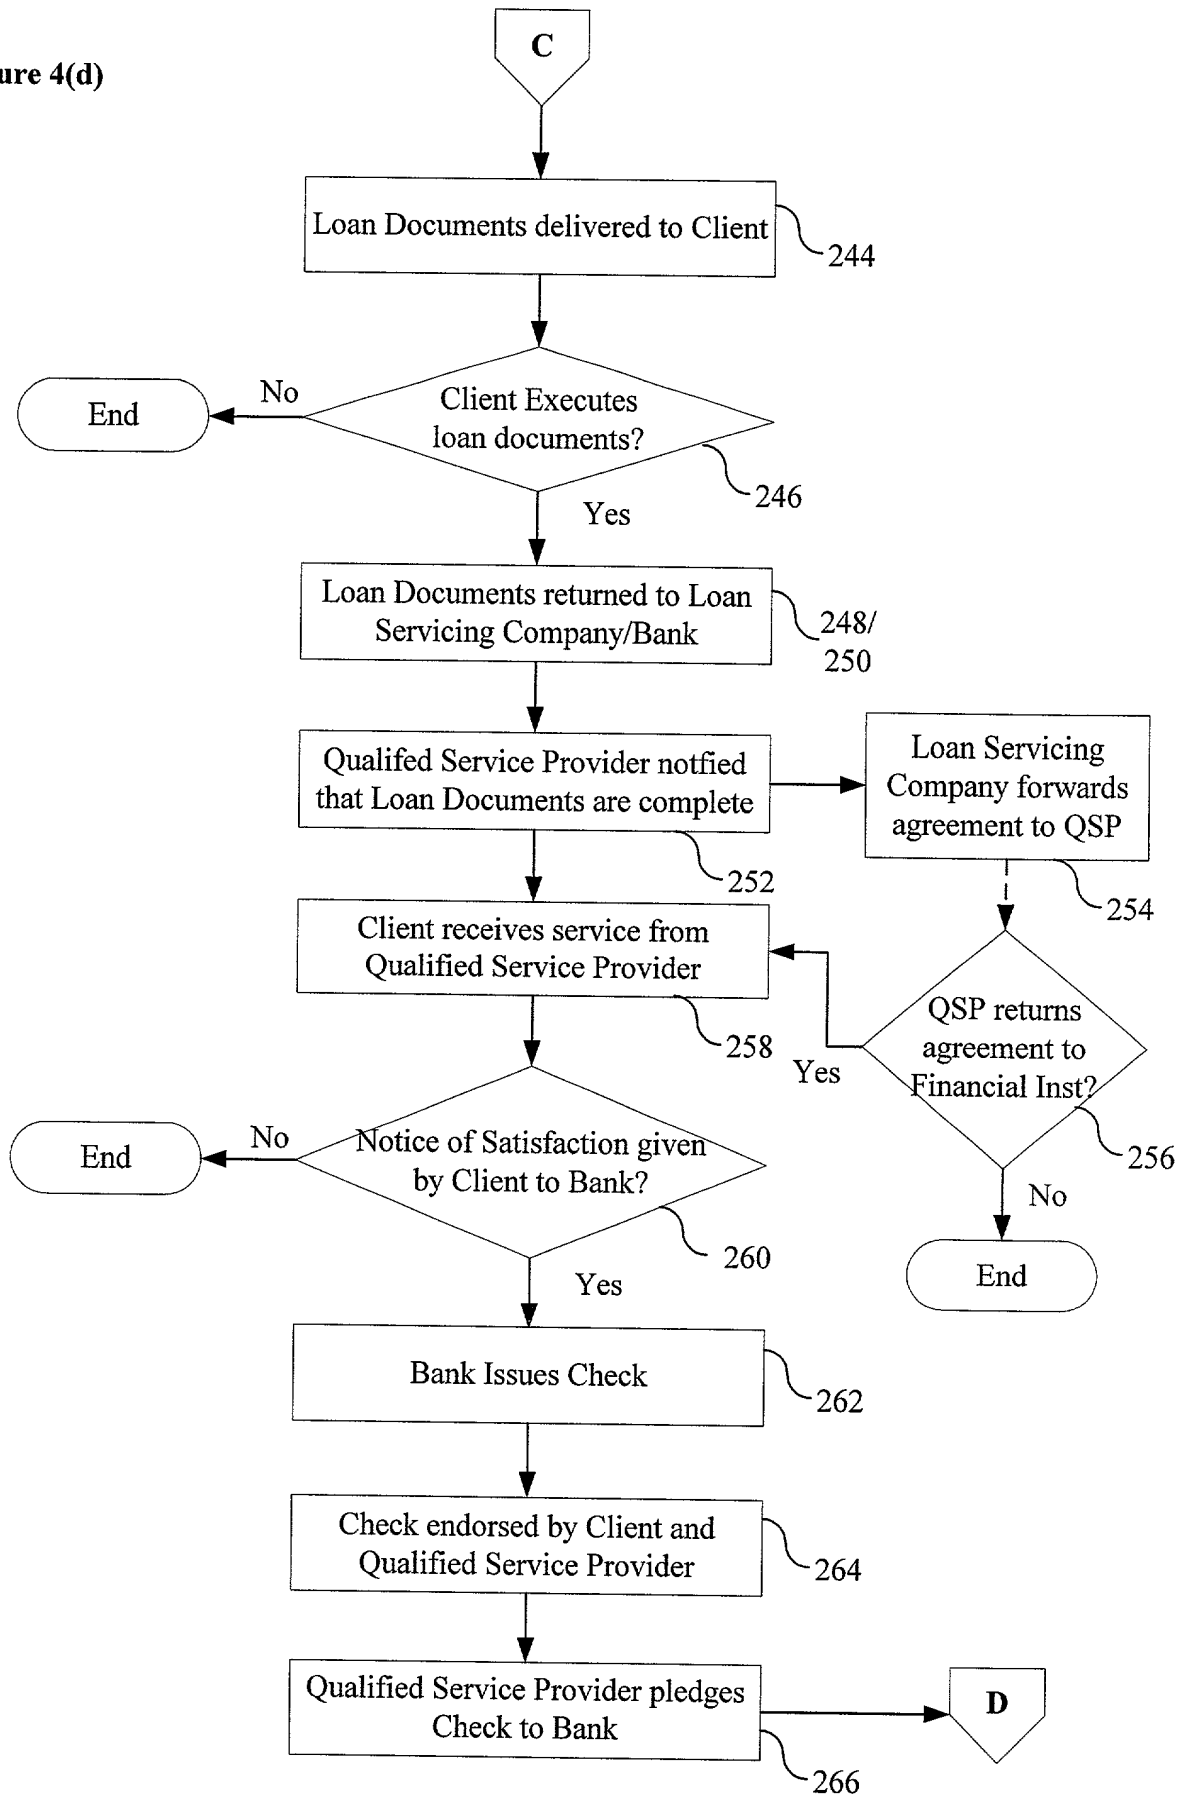 C
ure 4(d)
Loan Documents delivered to Client
244
No
End
Client Executes
loan documents?
246
Yes
Loan Documents returned to Loan
Servicing Company/Bank
248/
250
Qualifed Service Provider notfied
that Loan Documents are complete
252
Loan Servicing
Company forwards
agreement to QSP
254
Client receives service from
Qualified Service Provider
258
QSP returns
agreement to
Financial Inst?
Yes
256
No
End
No
End
Notice of Satisfaction given
by Client to Bank?
260
Yes
Bank Issues Check
262
Check endorsed by Client and
Qualified Service Provider
264
Qualified Service Provider pledges
Check to Bank
266
D